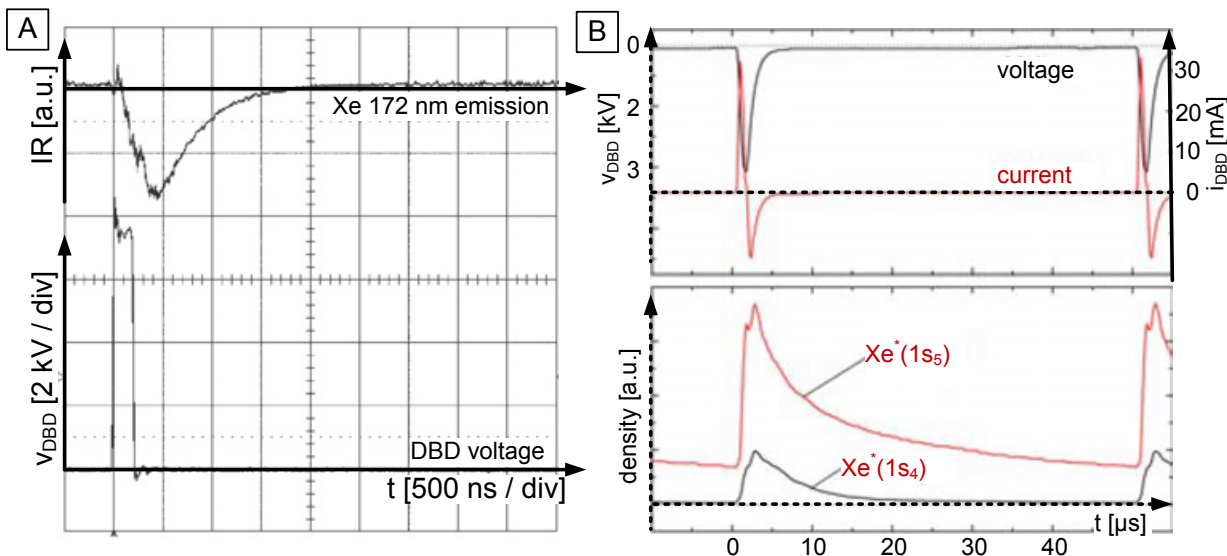 A
IR [a.u.]
Xe 172 nm emission
v_DBD [2 kV / div]
DBD voltage
t [500 ns / div]
B
v_DBD [kV]
0
2
3
voltage
current
30
20
10
0
i_DBD [mA]
density [a.u.]
Xe*(1s₅)
Xe*(1s₄)
t [µs]
0
10
20
30
40